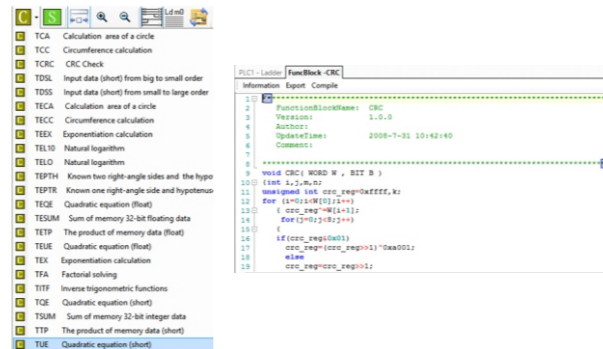 C S Ld m0
TCA Calculation area of a circle
TCC Circumference calculation
TCRC CRC Check
TDSL Input data (short) from big to small order
TDSS Input data (short) from small to large order
TECA Calculation area of a circle
TECC Circumference calculation
TEEX Exponentiation calculation
TEL10 Natural logarithm
TELO Natural logarithm
TEPTH Known two right-angle sides and the hypo
TEPTR Known one right-angle side and hypotenus
TEQE Quadratic equation (float)
TESUM Sum of memory 32-bit floating data
TETP The product of memory data (float)
TEUE Quadratic equation (float)
TEX Exponentiation calculation
TFA Factorial solving
TITF Inverse trigonometric functions
TQE Quadratic equation (short)
TSUM Sum of memory 32-bit integer data
TTP The product of memory data (short)
TUE Quadratic equation (short)
PLC1 - Ladder FuncBlock -CRC
Information Export Compile
1
2 FunctionBlockName: CRC
3 Version: 1.0.0
4 Author:
5 UpdateTime: 2008-7-31 10:42:40
6 Comment:
7
8
9 void CRC( WORD W , BIT B )
10 {int i,j,m,n;
11 unsigned int crc_reg=0xffff,k;
12 for (i=0;i<W[0];i++)
13 { crc_reg^=W[i+1];
14 for(j=0;j<8;j++)
15 {
16 if(crc_reg&0x01)
17 crc_reg=(crc_reg>>1)^0xa001;
18 else
19 crc_reg=crc_reg>>1;